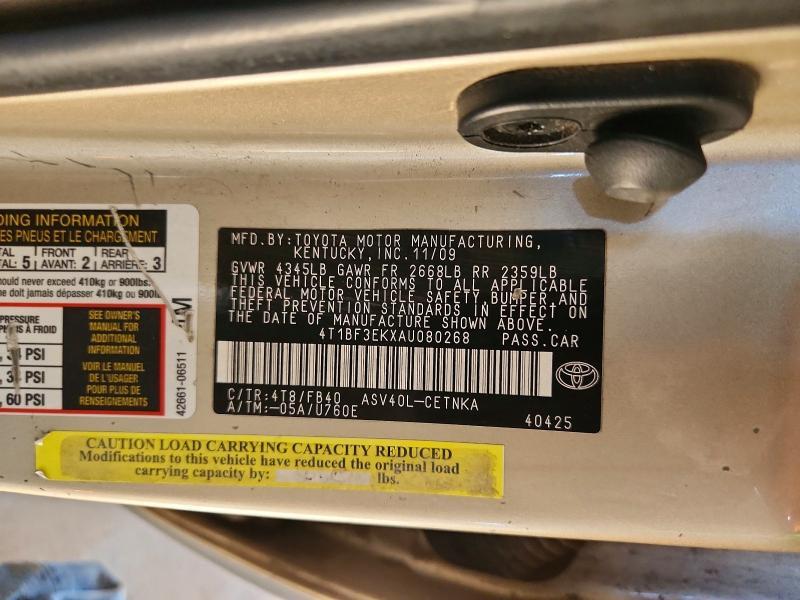 DING INFORMATION
ES PNEUS ET LE CHARGEMENT
TAL
: 5
FRONT
AVANT: 2
REAR
ARRIÈRE: 3
hould never exceed 410kg or 900lbs.
ne doit jamais dépasser 410kg ou 900lb
PRESSURE
PNEUS À FROID
PSI
PSI
, 60 PSI
SEE OWNER'S
MANUAL FOR
ADDITIONAL
INFORMATION
VOIR LE MANUEL
DE L'USAGER
POUR PLUS DE
RENSEIGNEMENTS
42661-06511
MFD.BY:TOYOTA MOTOR MANUFACTURING,
KENTUCKY,INC.11/09
GVWR 4345LB GAWR FR 2668LB RR 2359LB
THIS VEHICLE CONFORMS TO ALL APPLICABLE
FEDERAL MOTOR VEHICLE SAFETY,BUMPER,AND
THEFT PREVENTION STANDARDS IN EFFECT ON
THE DATE OF MANUFACTURE SHOWN ABOVE.
4T1BF3EKXAU080268 PASS.CAR
C/TR:4T8/FB40 ASV40L-CETNKA
A/TM:-05A/U760E
40425
CAUTION LOAD CARRYING CAPACITY REDUCED
Modifications to this vehicle have reduced the original load
carrying capacity by: lbs.